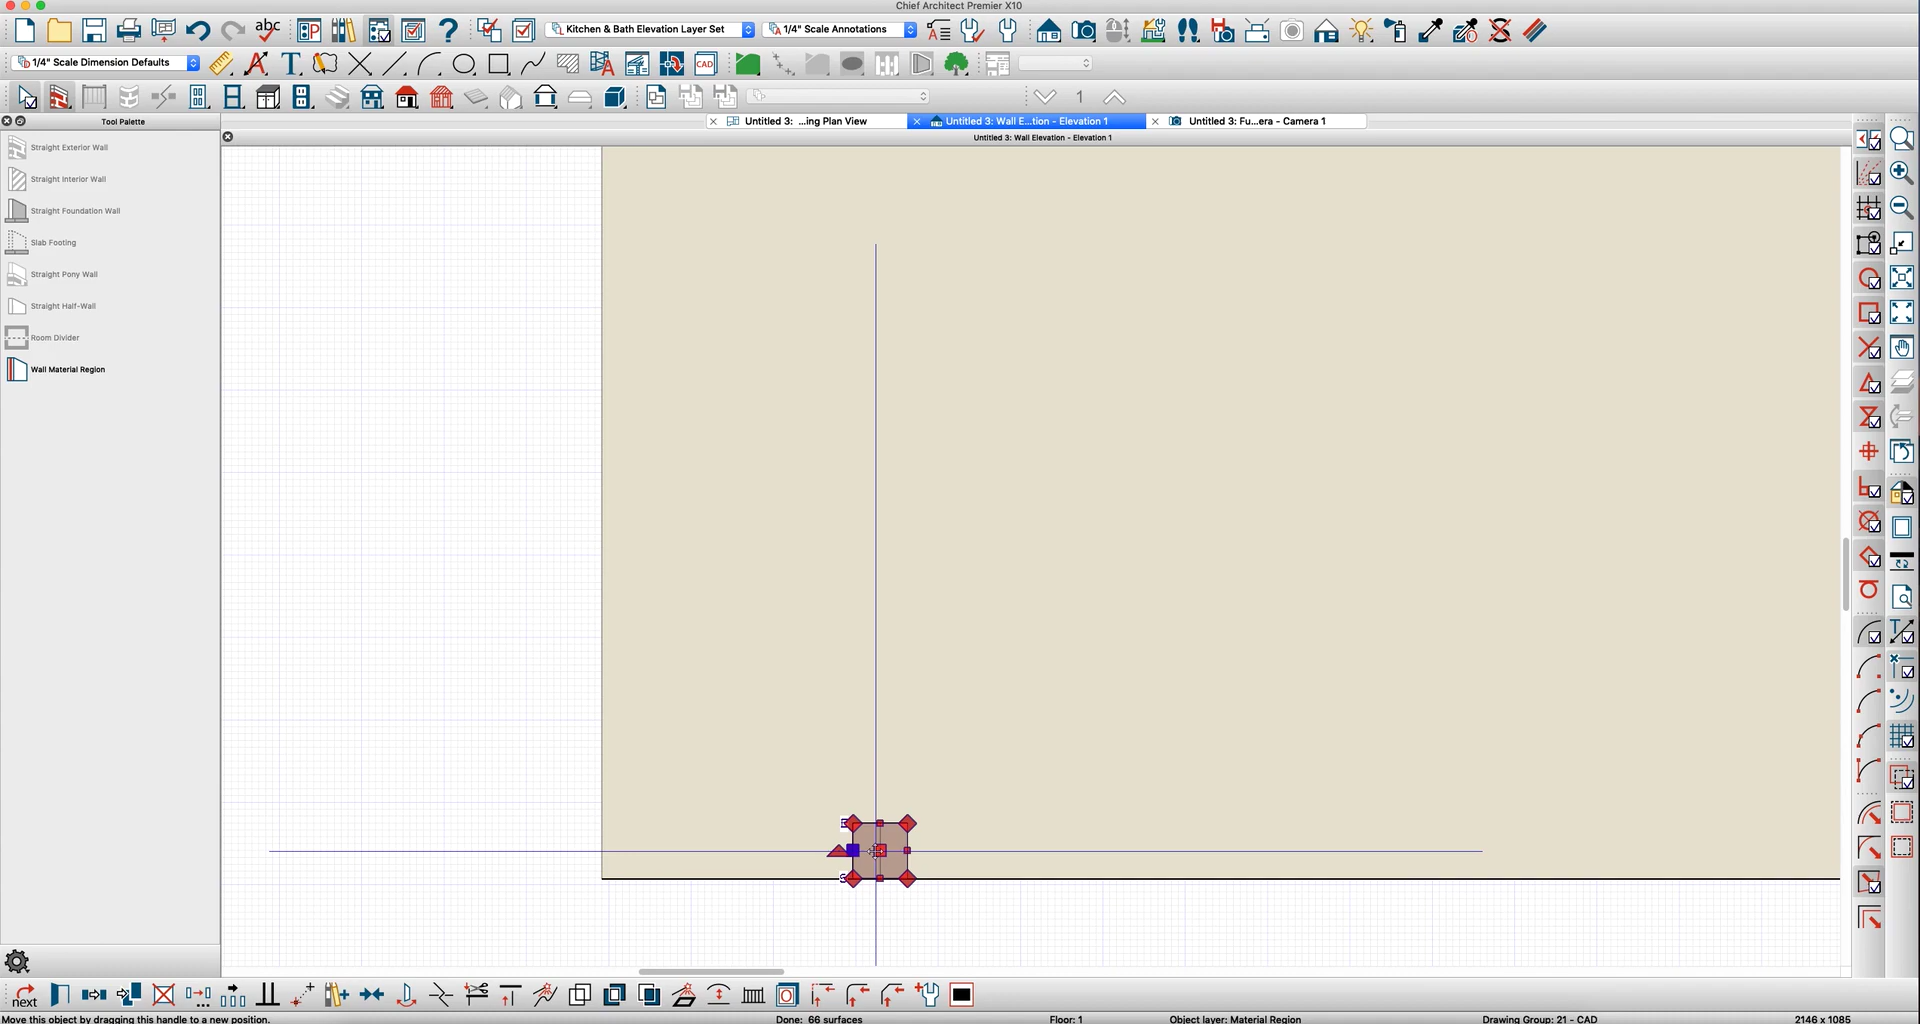 Chief Architect Premier X10
abc
Kitchen & Bath Elevation Layer Set
1/4" Scale Annotations
1/4" Scale Dimension Defaults
CAD
1
Tool Palette
Untitled 3: ...ing Plan View
Untitled 3: Wall E...tion - Elevation 1
Untitled 3: Fu...era - Camera 1
Untitled 3: Wall Elevation - Elevation 1
Straight Exterior Wall
Straight Interior Wall
Straight Foundation Wall
Slab Footing
Straight Pony Wall
Straight Half-Wall
Room Divider
Wall Material Region
E
S
next
Move this object by dragging this handle to a new position.
Done: 66 surfaces
Floor: 1
Object layer: Material Region
Drawing Group: 21 - CAD
2146 x 1085